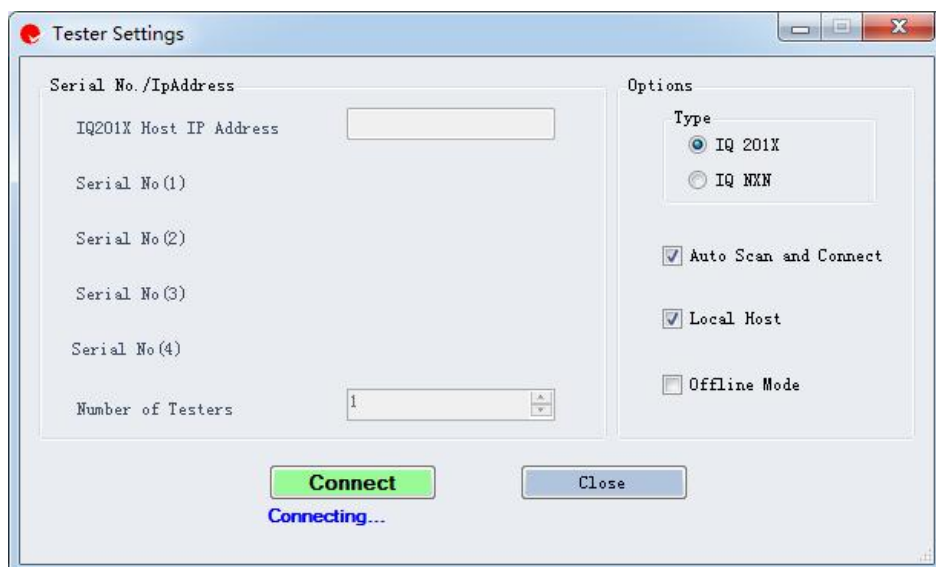 Tester Settings
Serial No./IpAddress
IQ201X Host IP Address
Serial No(1)
Serial No(2)
Serial No(3)
Serial No(4)
Number of Testers
1
Options
Type
IQ 201X
IQ NXN
Auto Scan and Connect
Local Host
Offline Mode
Connect
Close
Connecting...